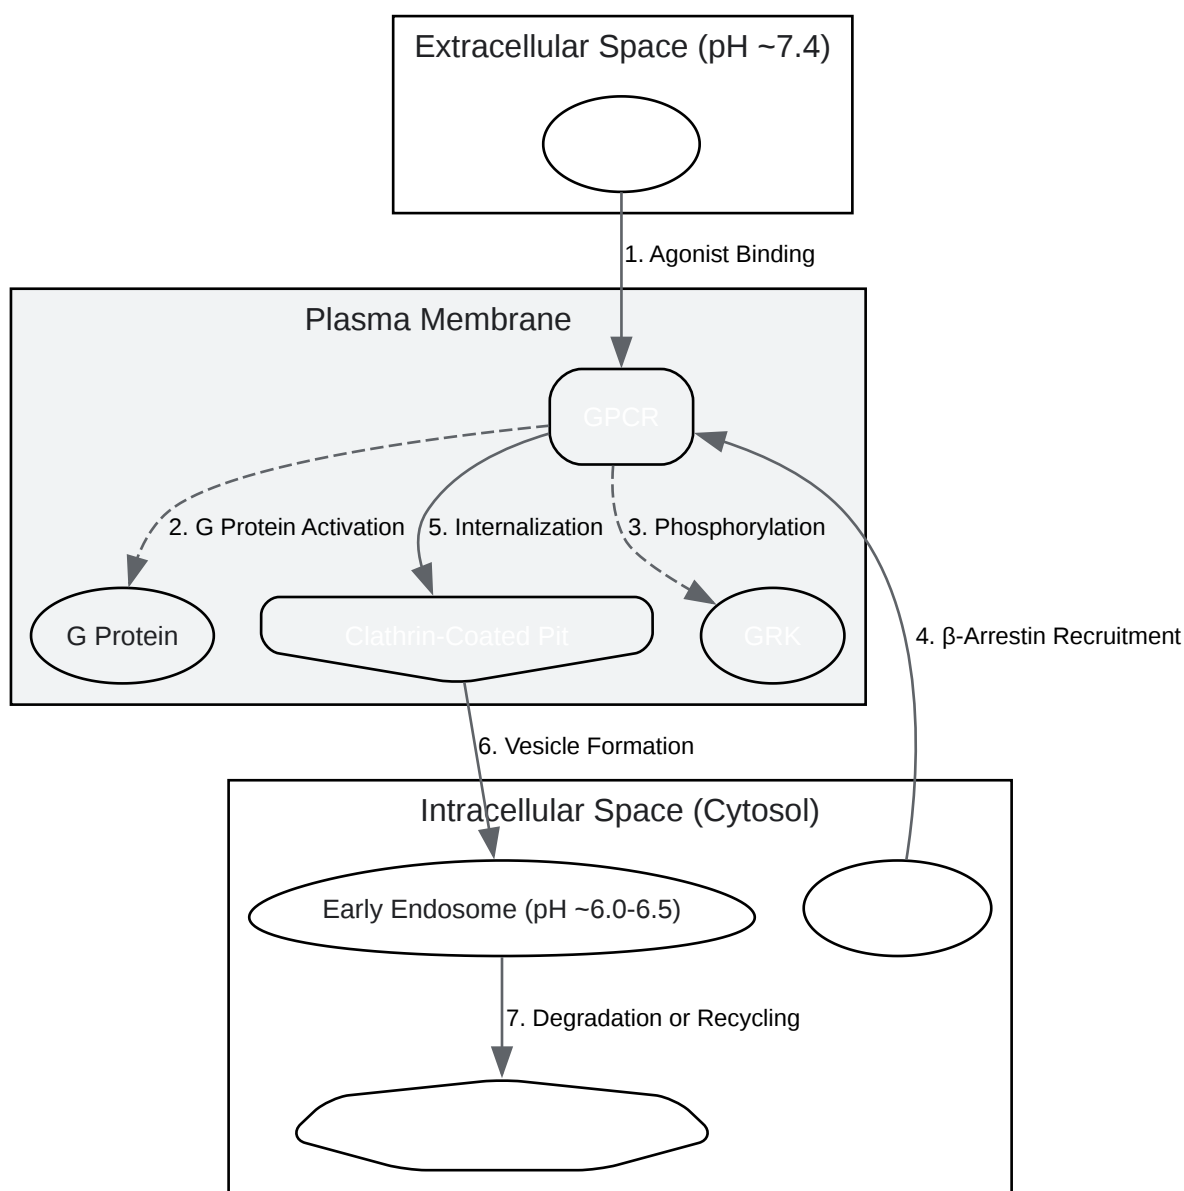 Extracellular Space (pH ~7.4)
1. Agonist Binding
Plasma Membrane
GPCR
2. G Protein Activation
5. Internalization
3. Phosphorylation
G Protein
Clathrin-Coated Pit
GRK
4. β-Arrestin Recruitment
6. Vesicle Formation
Intracellular Space (Cytosol)
Early Endosome (pH ~6.0-6.5)
7. Degradation or Recycling